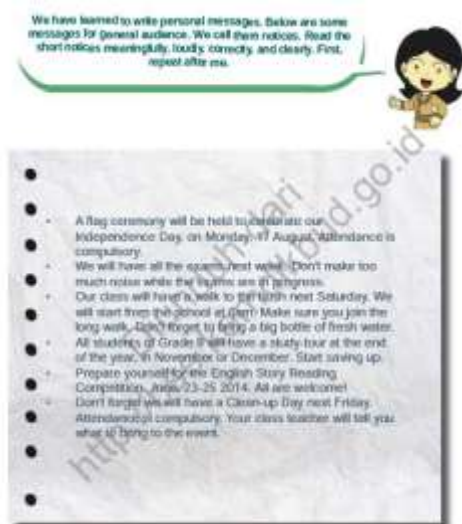 We have learned to write personal messages. Below are some
messages for general audience. We call them notices. Read the
short notices meaningfully, loudly, correctly, and clearly. First,
repeat after me.
A flag ceremony will be held to celebrate our
Independence Day, on Monday, 17 August. Attendance is
compulsory.
We will have all the exams next week. Don't make too
much noise while the exams are in progress.
Our class will have a walk to the next Saturday. We
will start from the school at Make sure you join the
long walk. Don't forget to bring a big bottle of fresh water.
All students of Grade will have a study tour at the end
of the year, in November or December. Start saving up.
Prepare yourself for the English Story Reading
Competition, 23-25 2014. All are welcome!
Don't forget we will have a Clean-up Day next Friday.
Attendance is compulsory. Your class teacher will tell you
what to bring to the event.